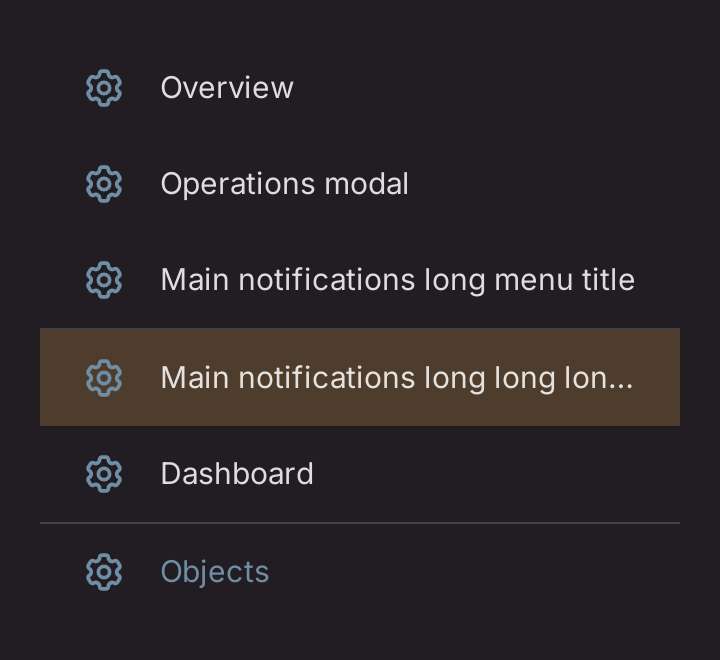 Overview
Operations modal
Main notifications long menu title
Main notifications long long lon...
Dashboard
Objects